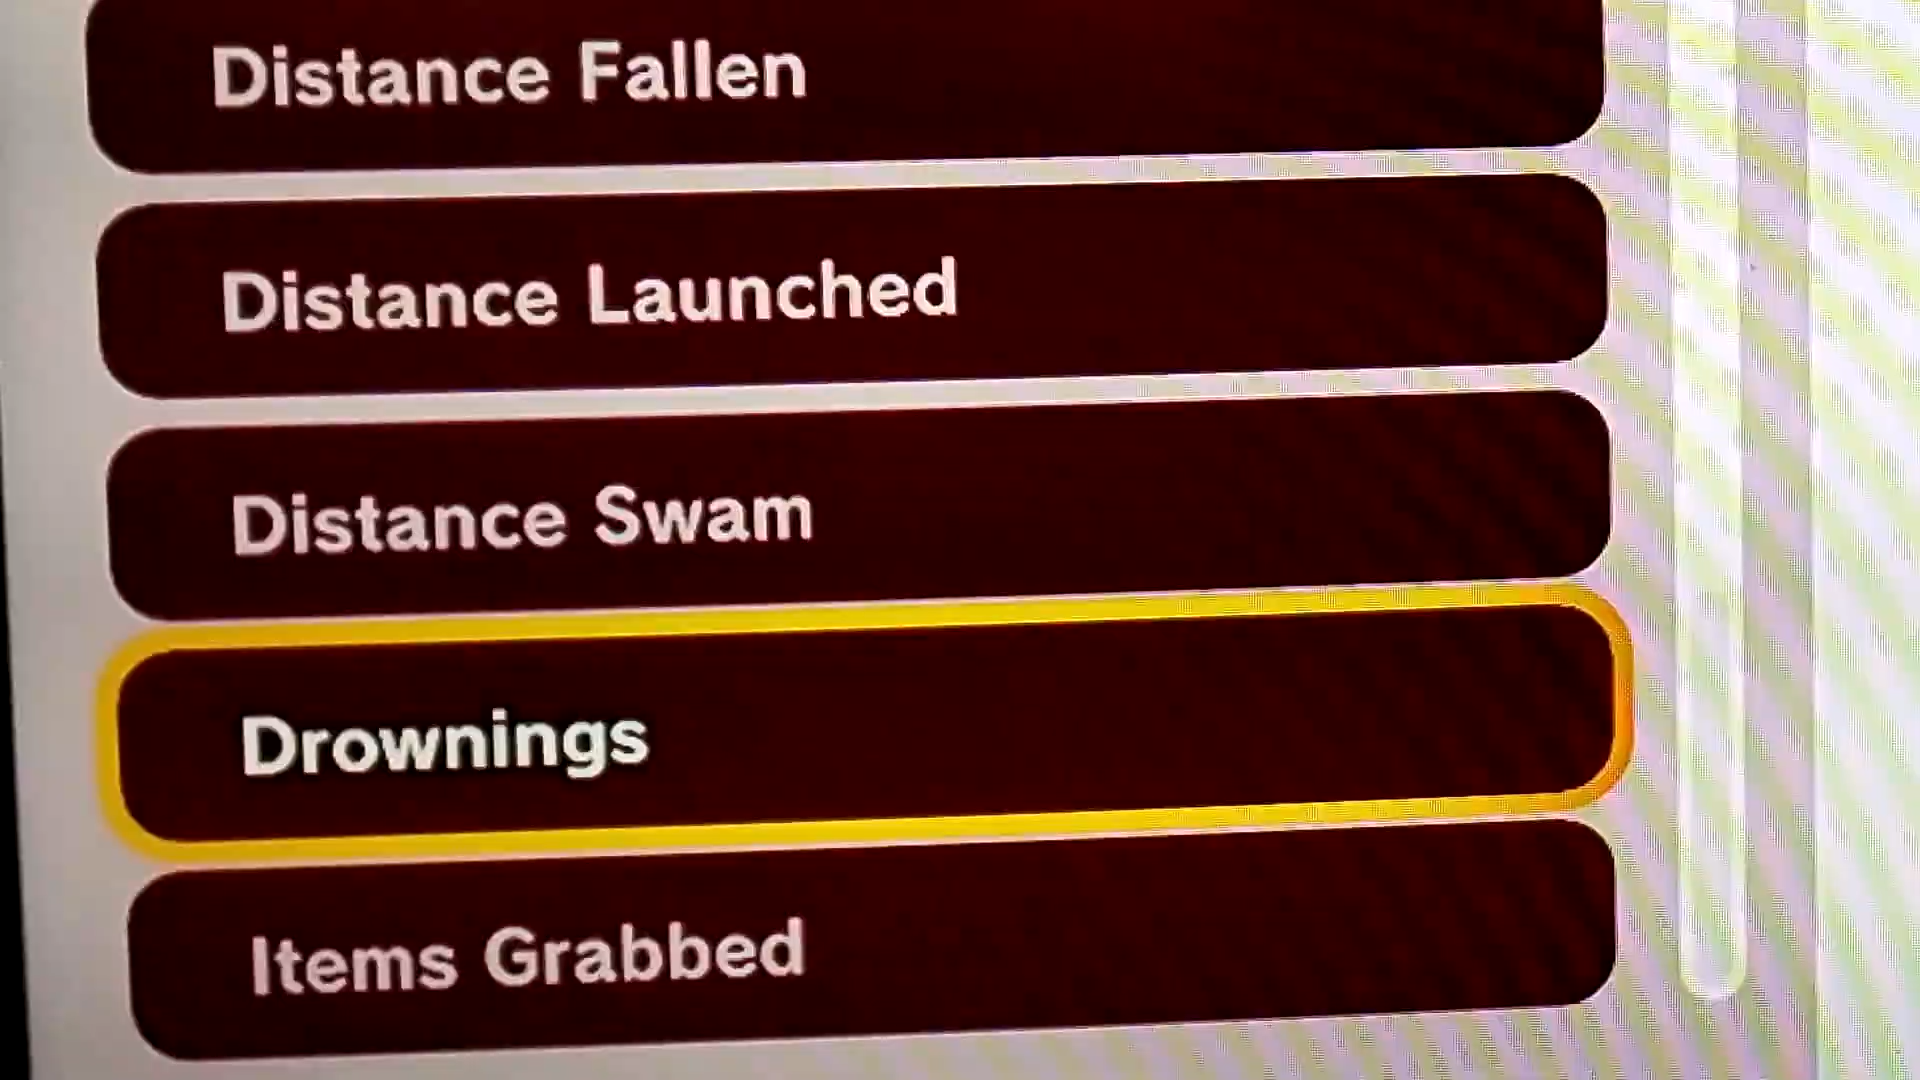 Distance Fallen
Distance Launched
Distance Swam
Drownings
Items Grabbed